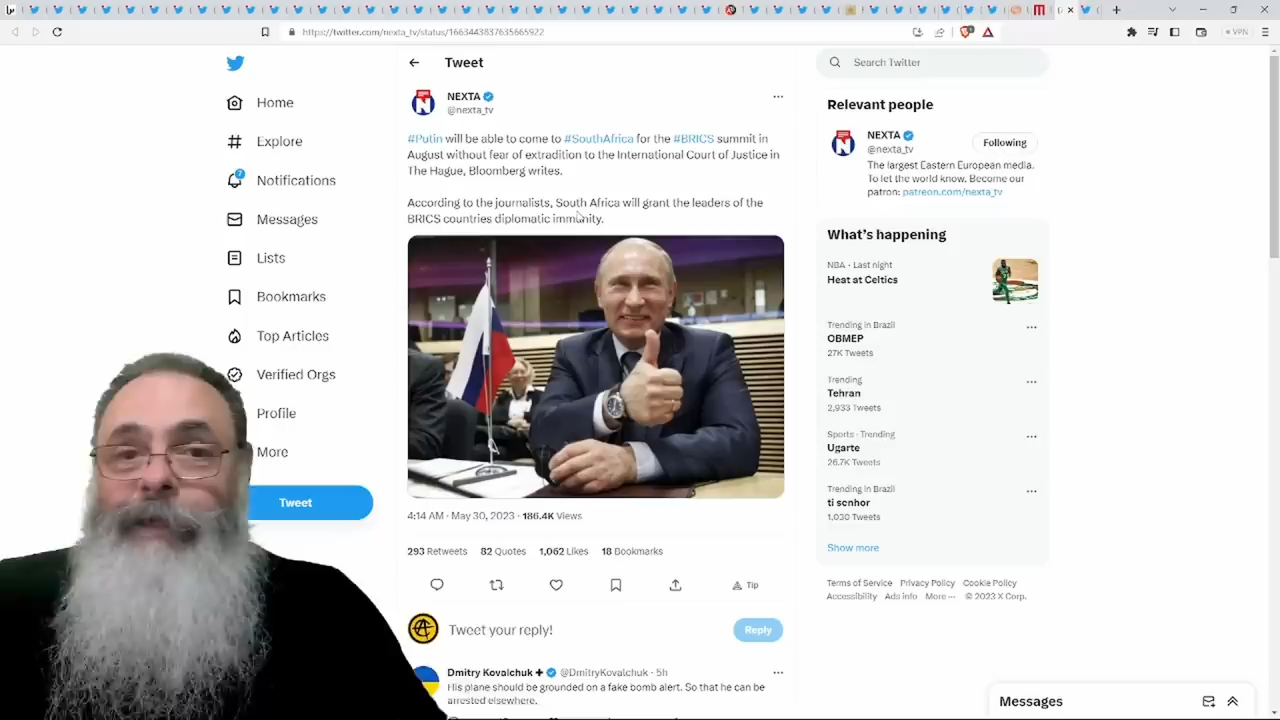 https://twitter.com/nexta_tv/status/1663443837635665922
VPN
Home
Explore
7
Notifications
Messages
Lists
Bookmarks
Top Articles
Verified Orgs
Profile
More
Tweet
Tweet
NEXTA
@nexta_tv
#Putin will be able to come to #SouthAfrica for the #BRICS summit in
August without fear of extradition to the International Court of Justice in
The Hague, Bloomberg writes.
According to the journalists, South Africa will grant the leaders of the
BRICS countries diplomatic immunity.
4:14 AM · May 30, 2023 · 186.4K Views
293 Retweets 82 Quotes 1,062 Likes 18 Bookmarks
Tip
Tweet your reply!
Reply
Dmitry Kovalchuk @DmitryKovalchuk · 5h
His plane should be grounded on a fake bomb alert. So that he can be
arrested elsewhere.
Search Twitter
Relevant people
NEXTA
@nexta_tv
Following
The largest Eastern European media.
To let the world know. Become our
patron: patreon.com/nexta_tv
What's happening
NBA · Last night
Heat at Celtics
Trending in Brazil
OBMEP
27K Tweets
Trending
Tehran
2,933 Tweets
Sports · Trending
Ugarte
26.7K Tweets
Trending in Brazil
ti senhor
1,030 Tweets
Show more
Terms of Service Privacy Policy Cookie Policy
Accessibility Ads info More ··· © 2023 X Corp.
Messages